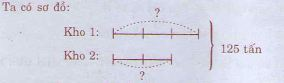 Ta có sơ đồ:
?
Kho 1:
Kho 2:
125 tấn
?